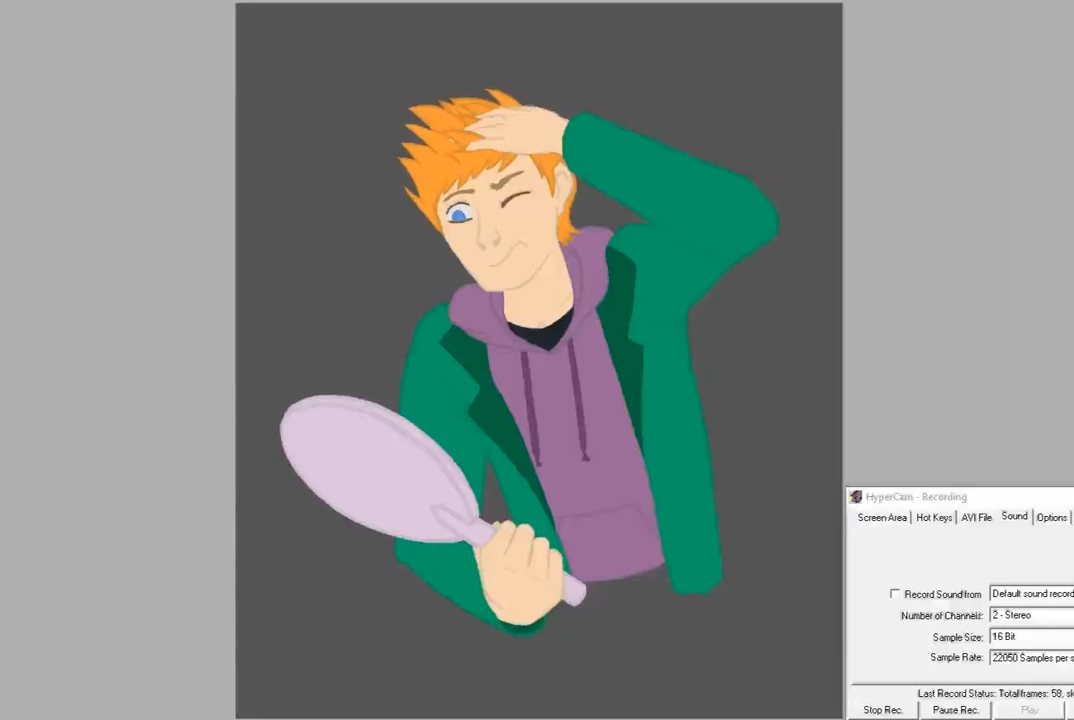 HyperCam - Recording
Screen Area | Hot Keys | AVI File | Sound | Options |
Record Sound from Default sound record
Number of Channels: 2 - Stereo
Sample Size: 16 Bit
Sample Rate: 22050 Samples per s
Last Record Status: Total frames: 58, sk
Stop Rec. Pause Rec. Play